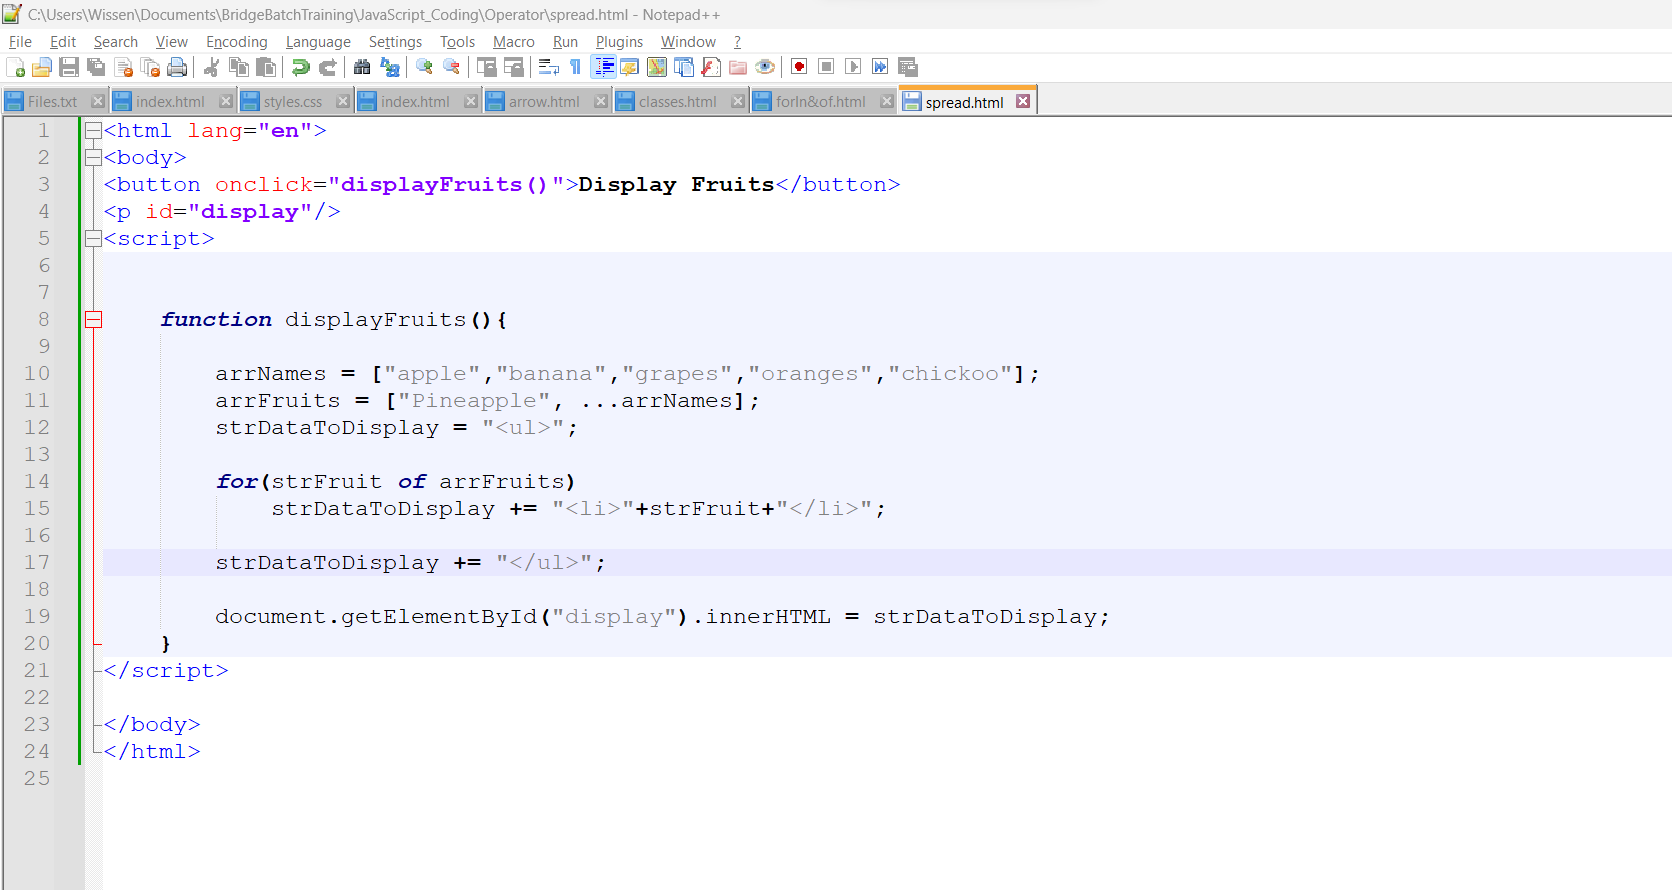 C:\Users\Wissen\Documents\BridgeBatchTraining\JavaScript_Coding\Operator\spread.html - Notepad++
File Edit Search View Encoding Language Settings Tools Macro Run Plugins Window ?
Files.txt index.html styles.css index.html arrow.html classes.html forIn&of.html spread.html
1 <html lang="en">
2 <body>
3 <button onclick="displayFruits()">Display Fruits</button>
4 <p id="display"/>
5 <script>
6
7
8 function displayFruits(){
9
10 arrNames = ["apple","banana","grapes","oranges","chickoo"];
11 arrFruits = ["Pineapple", ...arrNames];
12 strDataToDisplay = "<ul>";
13
14 for(strFruit of arrFruits)
15 strDataToDisplay += "<li>"+strFruit+"</li>";
16
17 strDataToDisplay += "</ul>";
18
19 document.getElementById("display").innerHTML = strDataToDisplay;
20 }
21 </script>
22
23 </body>
24 </html>
25